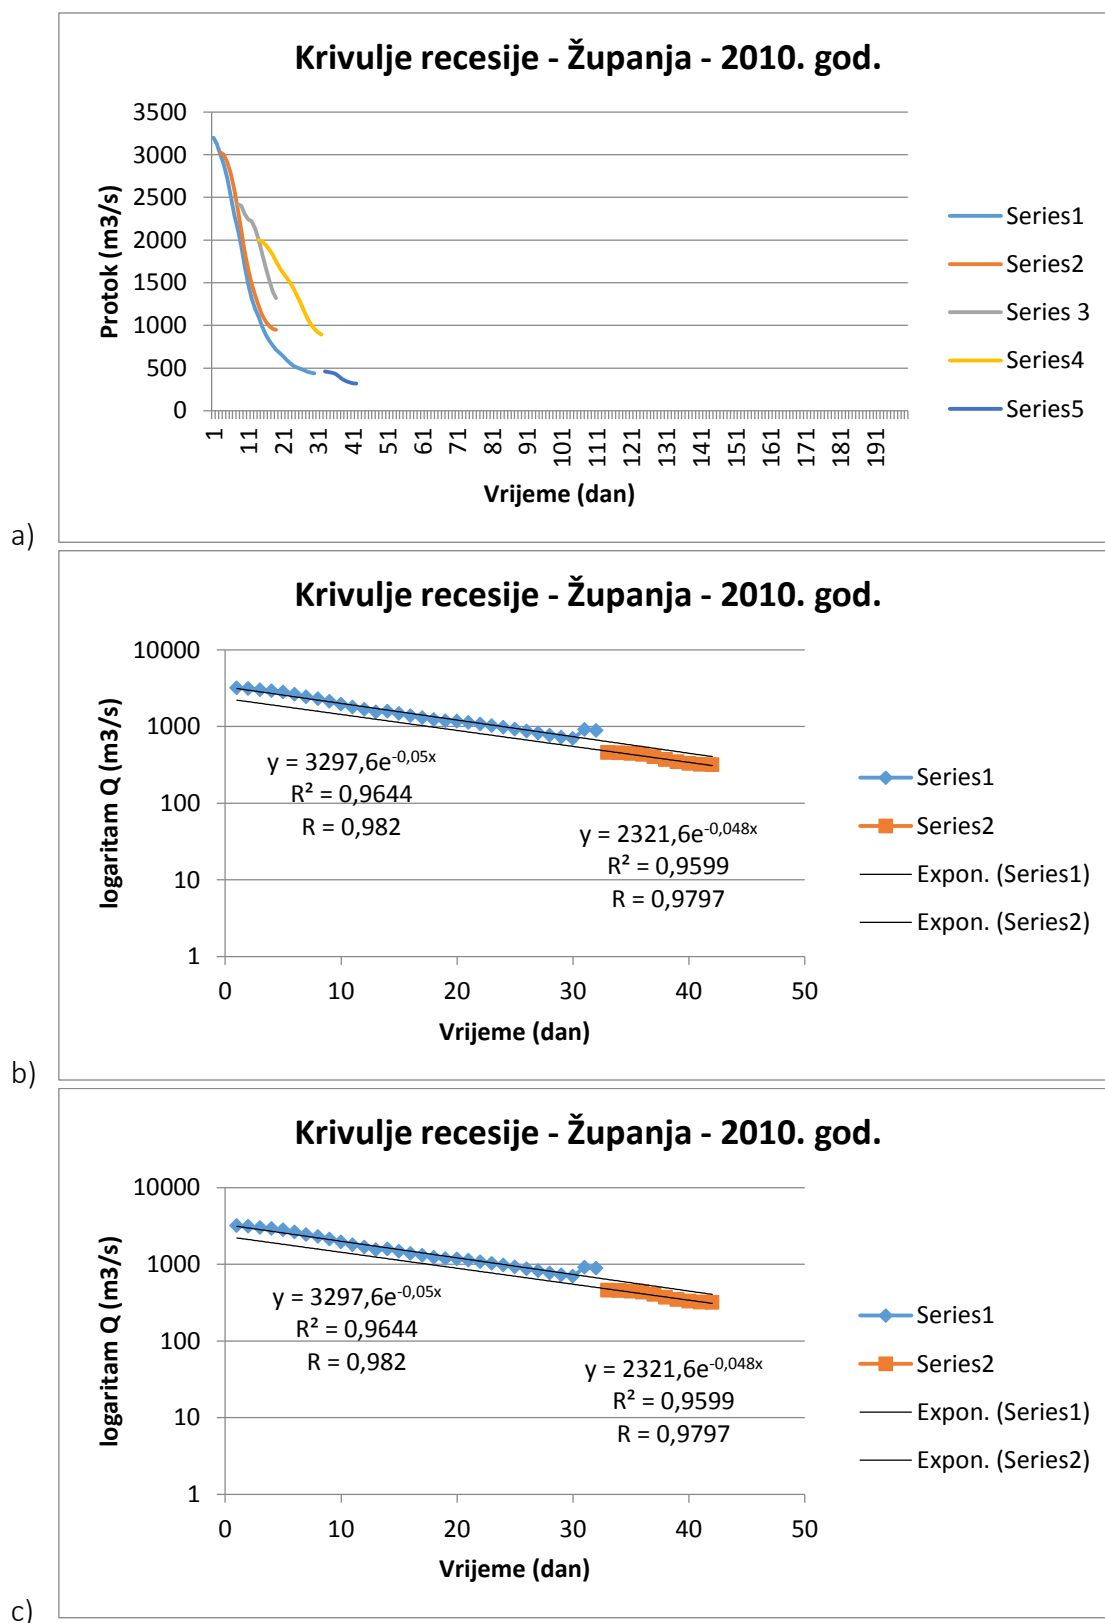 Krivulje recesije - Županja - 2010. god.
Protok (m3/s)
3500
3000
2500
2000
1500
1000
500
0
1 11 21 31 41 51 61 71 81 91 101 111 121 131 141 151 161 171 181 191
Vrijeme (dan)
Series1
Series2
Series 3
Series4
Series5
a)
Krivulje recesije - Županja - 2010. god.
logaritam Q (m3/s)
10000
1000
100
10
1
y = 3297,6e^-0,05x
R² = 0,9644
R = 0,982
y = 2321,6e^-0,048x
R² = 0,9599
R = 0,9797
0 10 20 30 40 50
Vrijeme (dan)
Series1
Series2
Expon. (Series1)
Expon. (Series2)
b)
Krivulje recesije - Županja - 2010. god.
logaritam Q (m3/s)
10000
1000
100
10
1
y = 3297,6e^-0,05x
R² = 0,9644
R = 0,982
y = 2321,6e^-0,048x
R² = 0,9599
R = 0,9797
0 10 20 30 40 50
Vrijeme (dan)
Series1
Series2
Expon. (Series1)
Expon. (Series2)
c)